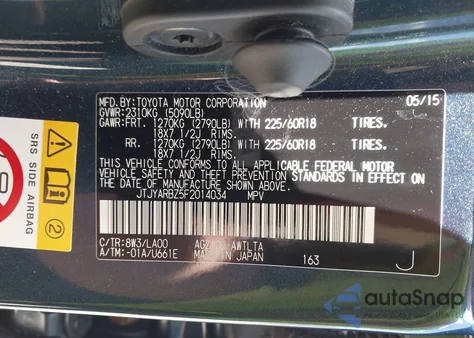 MFD.BY:TOYOTA MOTOR CORPORATION 05/15
GVWR:2310KG (5090LB)
GAWR:FRT. 1270KG (2790LB) WITH 225/60R18 TIRES.
18X7 1/2J RIMS.
RR. 1270KG (2790LB) WITH 225/60R18 TIRES.
18X7 1/2J RIMS.
THIS VEHICLE CONFORMS TO ALL APPLICABLE FEDERAL MOTOR
VEHICLE SAFETY AND THEFT PREVENTION STANDARDS IN EFFECT ON
THE DATE OF MANUFACTURE SHOWN ABOVE.
JTJYARBZ5F2014034 MPV
C/TR:8W3/LA00 -AWTLTA
A/TM:-01A/U661E MADE IN JAPAN 163 J
SRS SIDE AIRBAG
2
autoSnap